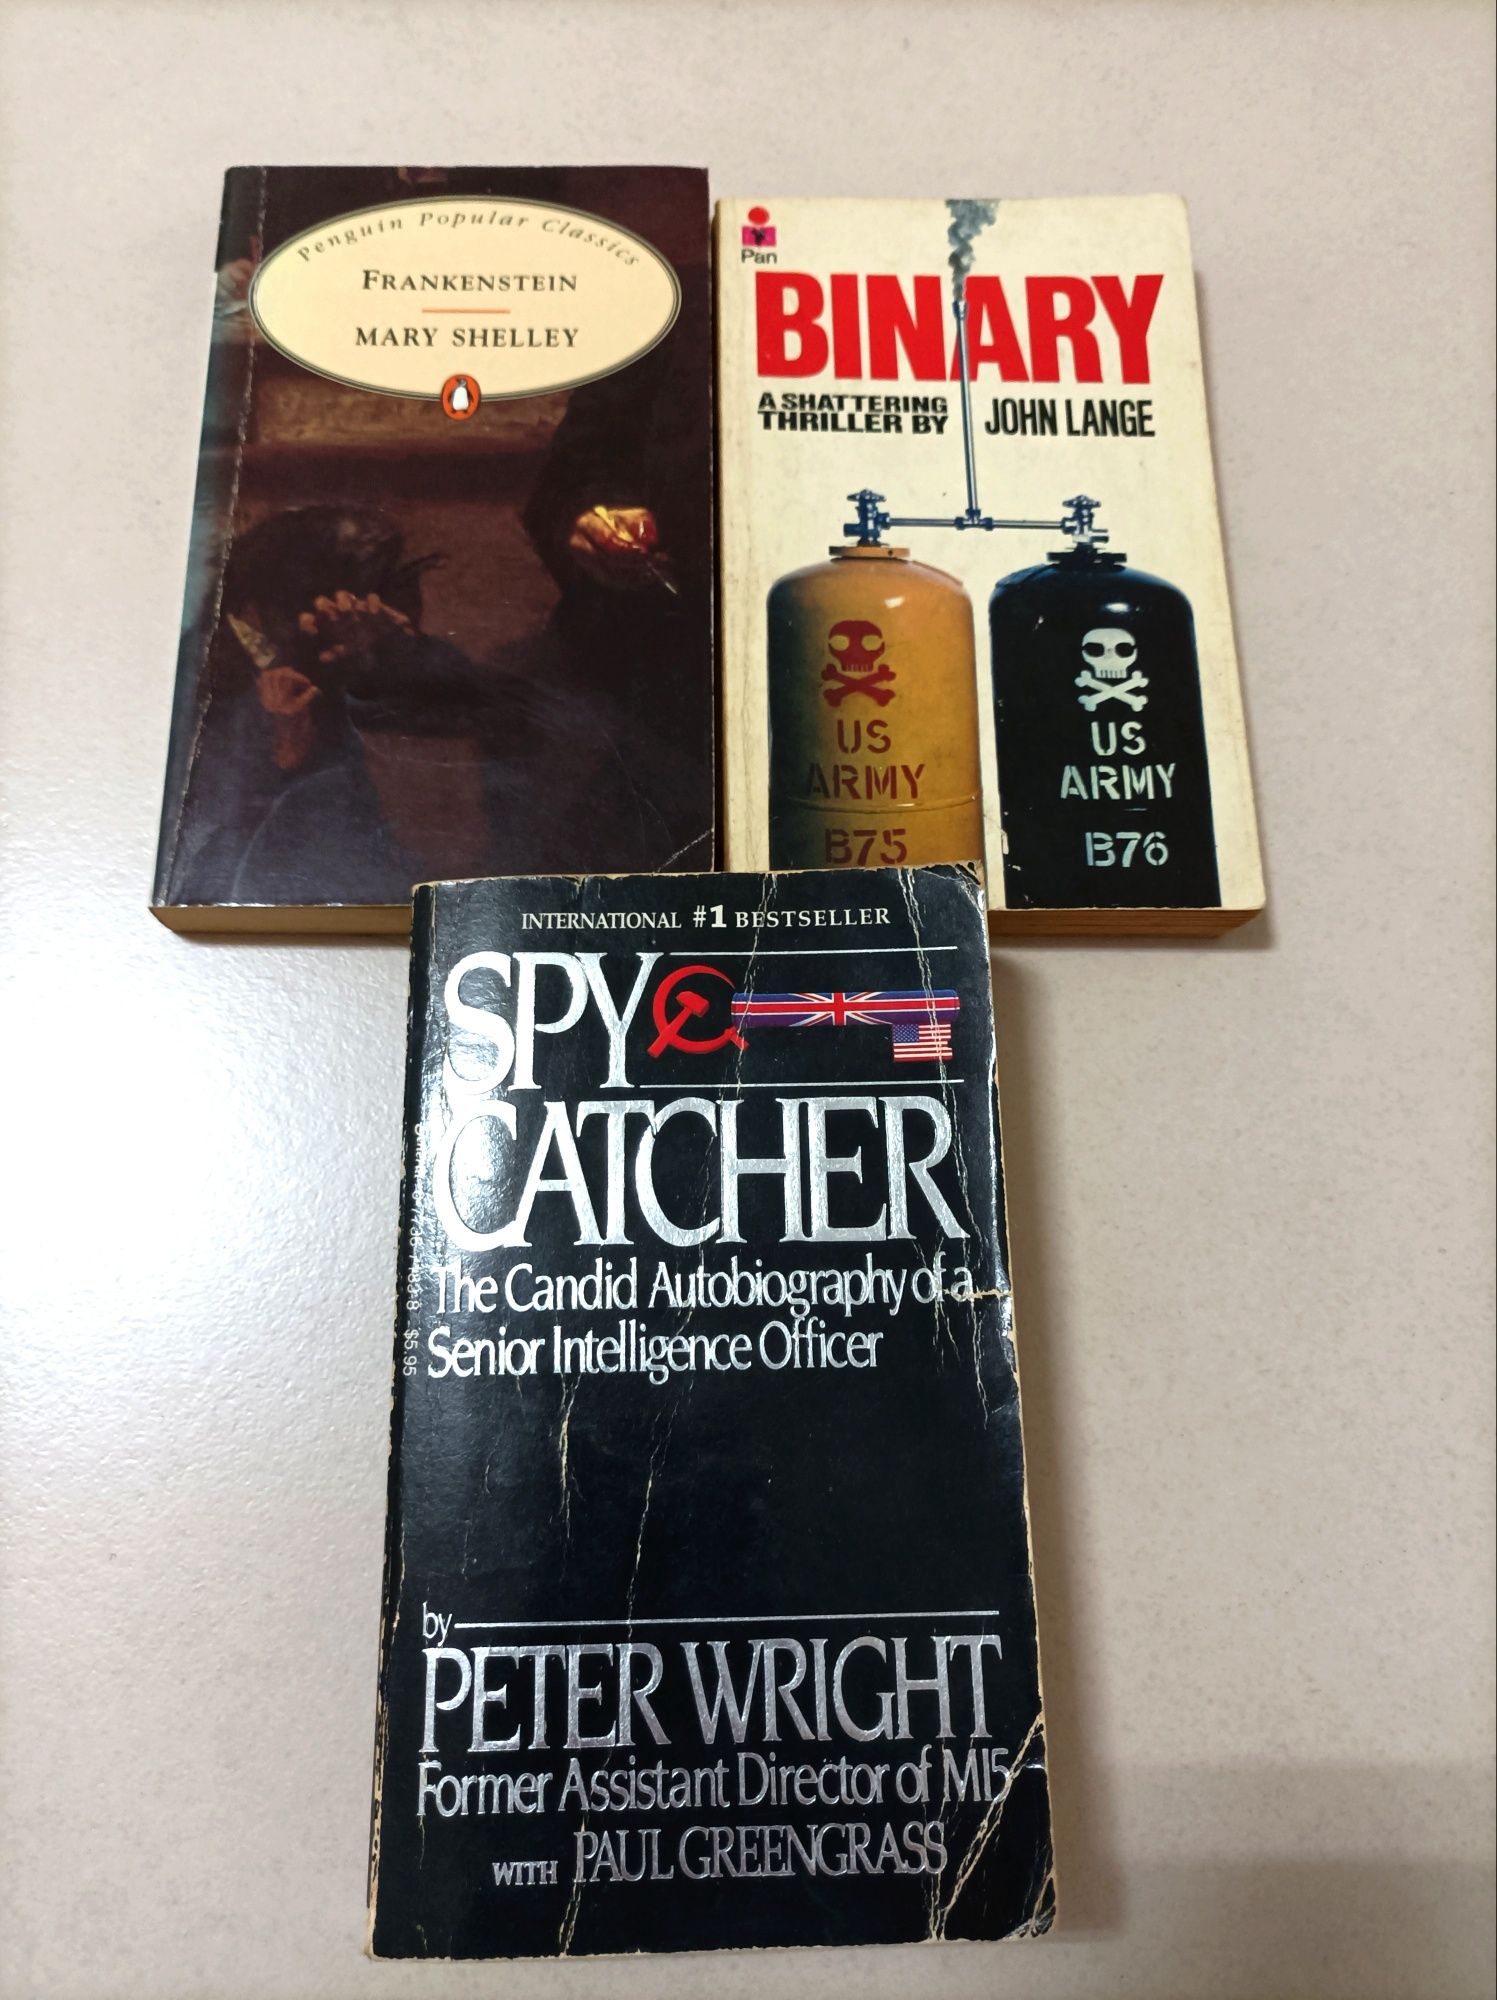 Penguin Popular Classics
FRANKENSTEIN
MARY SHELLEY
Pan
BINARY
A SHATTERING
THRILLER BY
JOHN LANGE
US
ARMY
B75
US
ARMY
B76
INTERNATIONAL #1 BESTSELLER
SPY
CATCHER
The Candid Autobiography of a
Senior Intelligence Officer
by
PETER WRIGHT
Former Assistant Director of MI5
WITH PAUL GREENGRASS
$5.95